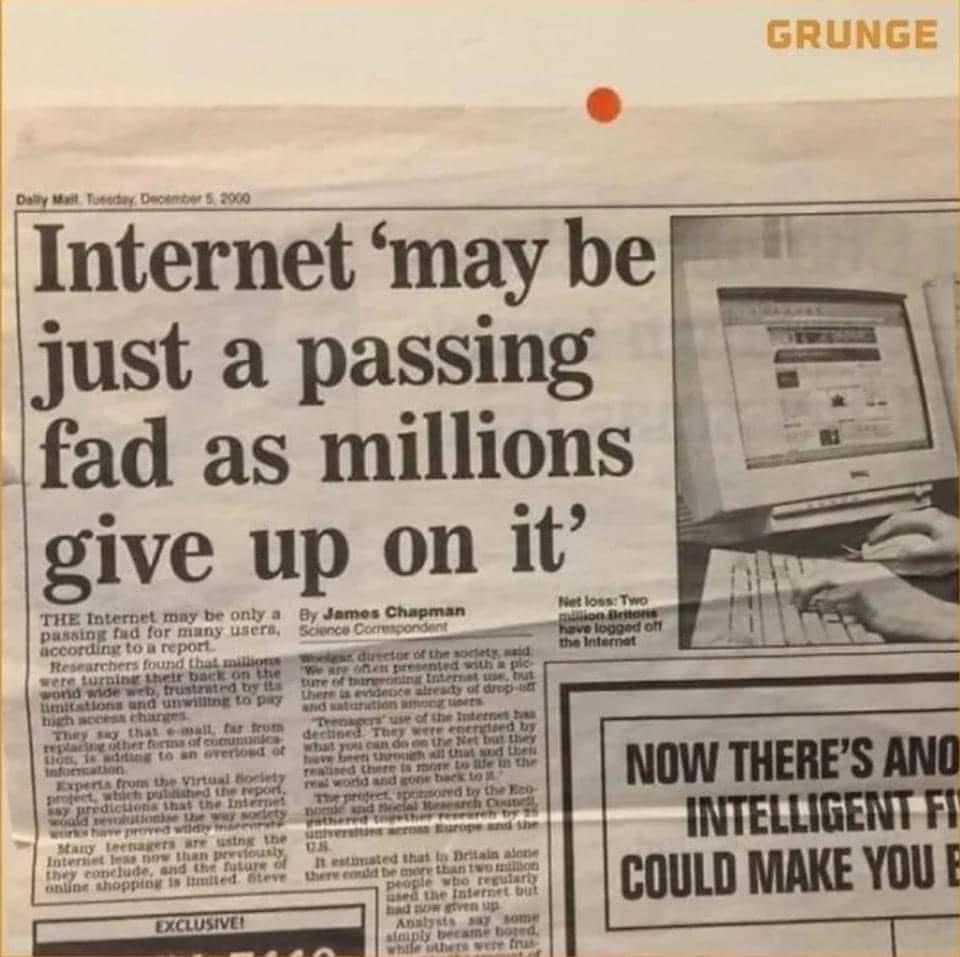 GRUNGE
Daily Mail, Tuesday, December 5, 2000
Internet ‘may be
just a passing
fad as millions
give up on it’
THE Internet may be only a
passing fad for many users,
according to a report.
Researchers found that millions
were turning their back on the
world wide web, frustrated by its
limitations and unwilling to pay
high access charges.
They say that e-mail, far from
replacing other forms of communica-
tion, is adding to an overload of
information.
Experts from the Virtual Society
project, which published the report,
say predictions that the Internet
would revolutionise the way society
works have proved wildly inaccurate.
Many teenagers are using the
Internet less now than previously,
they conclude, and the future of
online shopping is limited. Steve
By James Chapman
Science Correspondent
Woolgar, director of the society, said:
‘We are often presented with a pic-
ture of burgeoning Internet use, but
there is evidence already of drop-off
and saturation among users.
‘Teenagers’ use of the Internet has
declined. They were energised by
what you can do on the Net but they
have been through all that and then
realised there is more to life in the
real world and gone back to it.’
The project, sponsored by the Eco-
nomic and Social Research Council,
gathered together research by 25
universities across Europe and the
U.S.
It estimated that in Britain alone
there could be more than two million
people who regularly
used the Internet but
had now given up.
Analysts say some
simply became bored,
while others were frus-
Net loss: Two
million Britons
have logged off
the Internet
NOW THERE'S ANO
INTELLIGENT FI
COULD MAKE YOU
EXCLUSIVE!